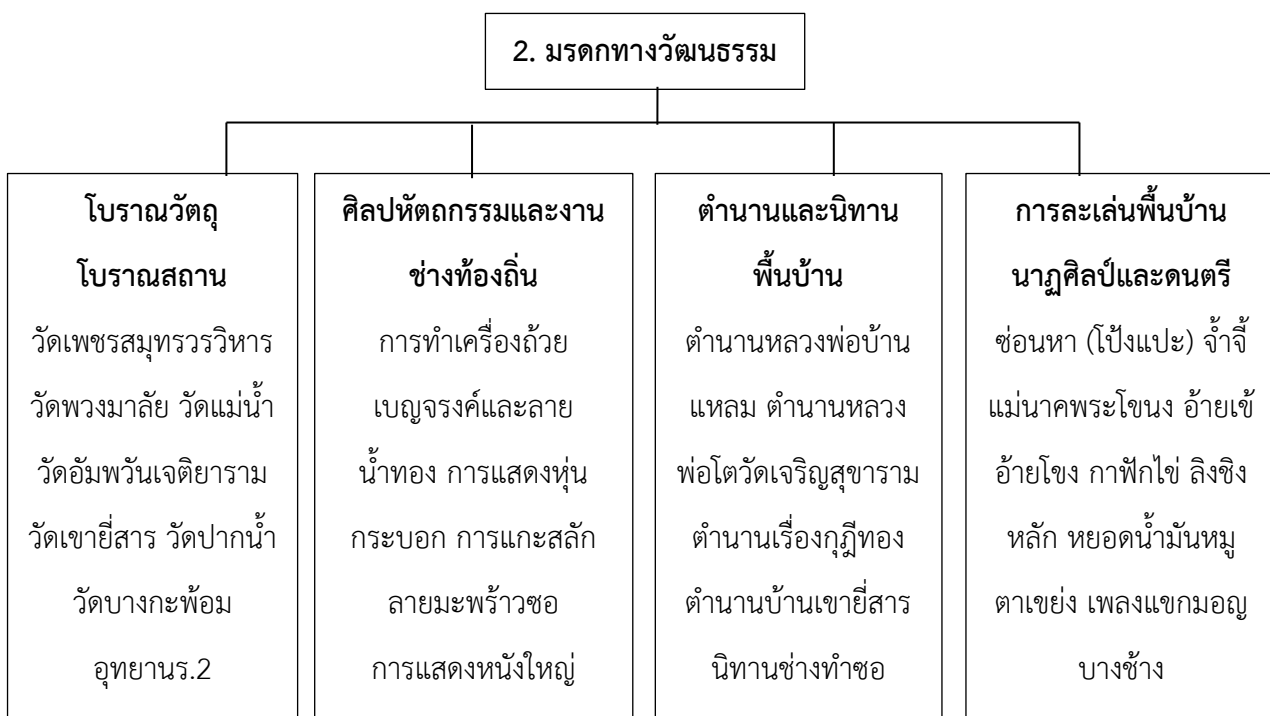 2. มรดกทางวัฒนธรรม
โบราณวัตถุ
โบราณสถาน
วัดเพชรสมุทรวรวิหาร
วัดพวงมาลัย วัดแม่น้ำ
วัดอัมพวันเจติยาราม
วัดเขายี่สาร วัดปากน้ำ
วัดบางกะพ้อม
อุทยานร.2
ศิลปหัตถกรรมและงาน
ช่างท้องถิ่น
การทำเครื่องถ้วย
เบญจรงค์และลาย
น้ำทอง การแสดงหุ่น
กระบอก การแกะสลัก
ลายมะพร้าวซอ
การแสดงหนังใหญ่
ตำนานและนิทาน
พื้นบ้าน
ตำนานหลวงพ่อบ้าน
แหลม ตำนานหลวง
พ่อโตวัดเจริญสุขาราม
ตำนานเรื่องกุฎีทอง
ตำนานบ้านเขายี่สาร
นิทานช่างทำซอ
การละเล่นพื้นบ้าน
นาฏศิลป์และดนตรี
ซ่อนหา (โป้งแปะ) จ้ำจี้
แม่นาคพระโขนง อ้ายเข้
อ้ายโขง กาฟักไข่ ลิงชิง
หลัก หยอดน้ำมันหมู
ตาเขย่ง เพลงแขกมอญ
บางช้าง